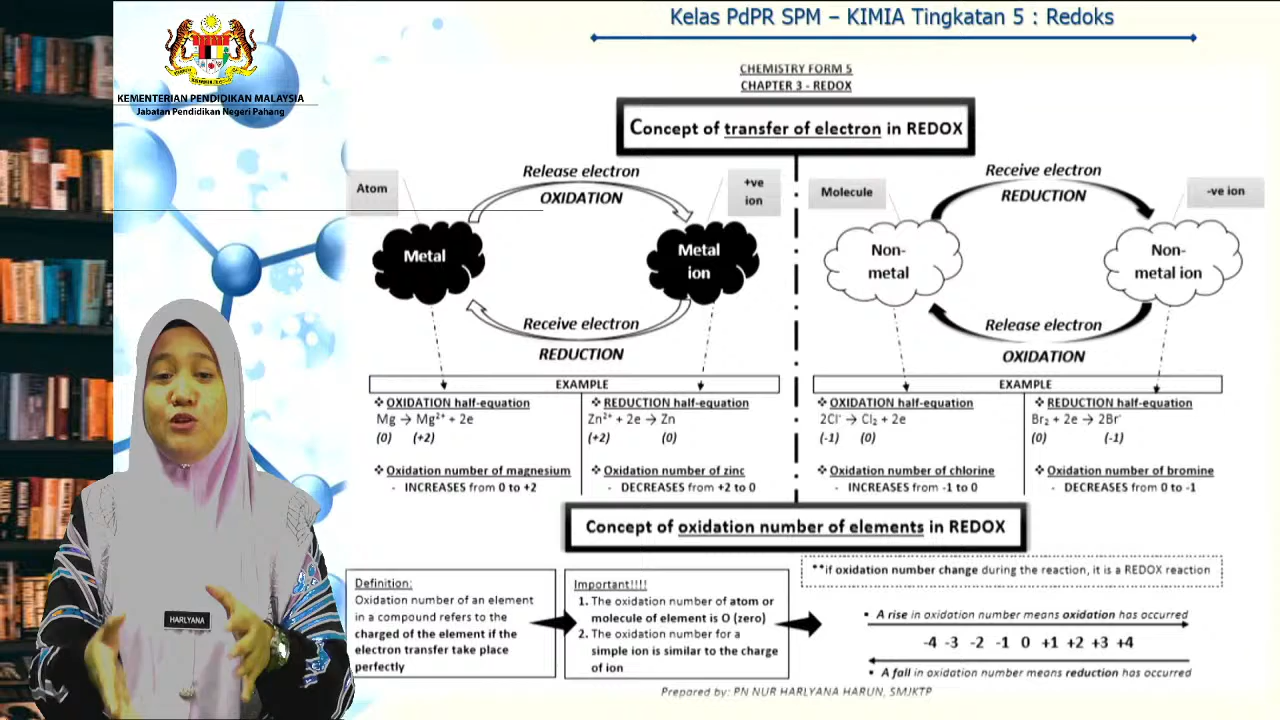 Kelas PdPR SPM – KIMIA Tingkatan 5 : Redoks
KEMENTERIAN PENDIDIKAN MALAYSIA
Jabatan Pendidikan Negeri Pahang
CHEMISTRY FORM 5
CHAPTER 3 - REDOX
Concept of transfer of electron in REDOX
Release electron
OXIDATION
Atom
+ve
ion
Metal
Metal
ion
Receive electron
REDUCTION
Receive electron
REDUCTION
Molecule
-ve ion
Non-
metal
Non-
metal ion
Release electron
OXIDATION
EXAMPLE
❖ OXIDATION half-equation
Mg → Mg²⁺ + 2e
(0) (+2)
❖ Oxidation number of magnesium
- INCREASES from 0 to +2
❖ REDUCTION half-equation
Zn²⁺ + 2e → Zn
(+2) (0)
❖ Oxidation number of zinc
- DECREASES from +2 to 0
EXAMPLE
❖ OXIDATION half-equation
2Cl⁻ → Cl₂ + 2e
(-1) (0)
❖ Oxidation number of chlorine
- INCREASES from -1 to 0
❖ REDUCTION half-equation
Br₂ + 2e → 2Br⁻
(0) (-1)
❖ Oxidation number of bromine
- DECREASES from 0 to -1
Concept of oxidation number of elements in REDOX
Definition:
Oxidation number of an element
in a compound refers to the
charged of the element if the
electron transfer take place
perfectly
Important!!!!
1. The oxidation number of atom or
molecule of element is O (zero)
2. The oxidation number for a
simple ion is similar to the charge
of ion
**if oxidation number change during the reaction, it is a REDOX reaction
▪ A rise in oxidation number means oxidation has occurred
-4 -3 -2 -1 0 +1 +2 +3 +4
▪ A fall in oxidation number means reduction has occurred
Prepared by: PN NUR HARLYANA HARUN, SMJKTP
HARLYANA